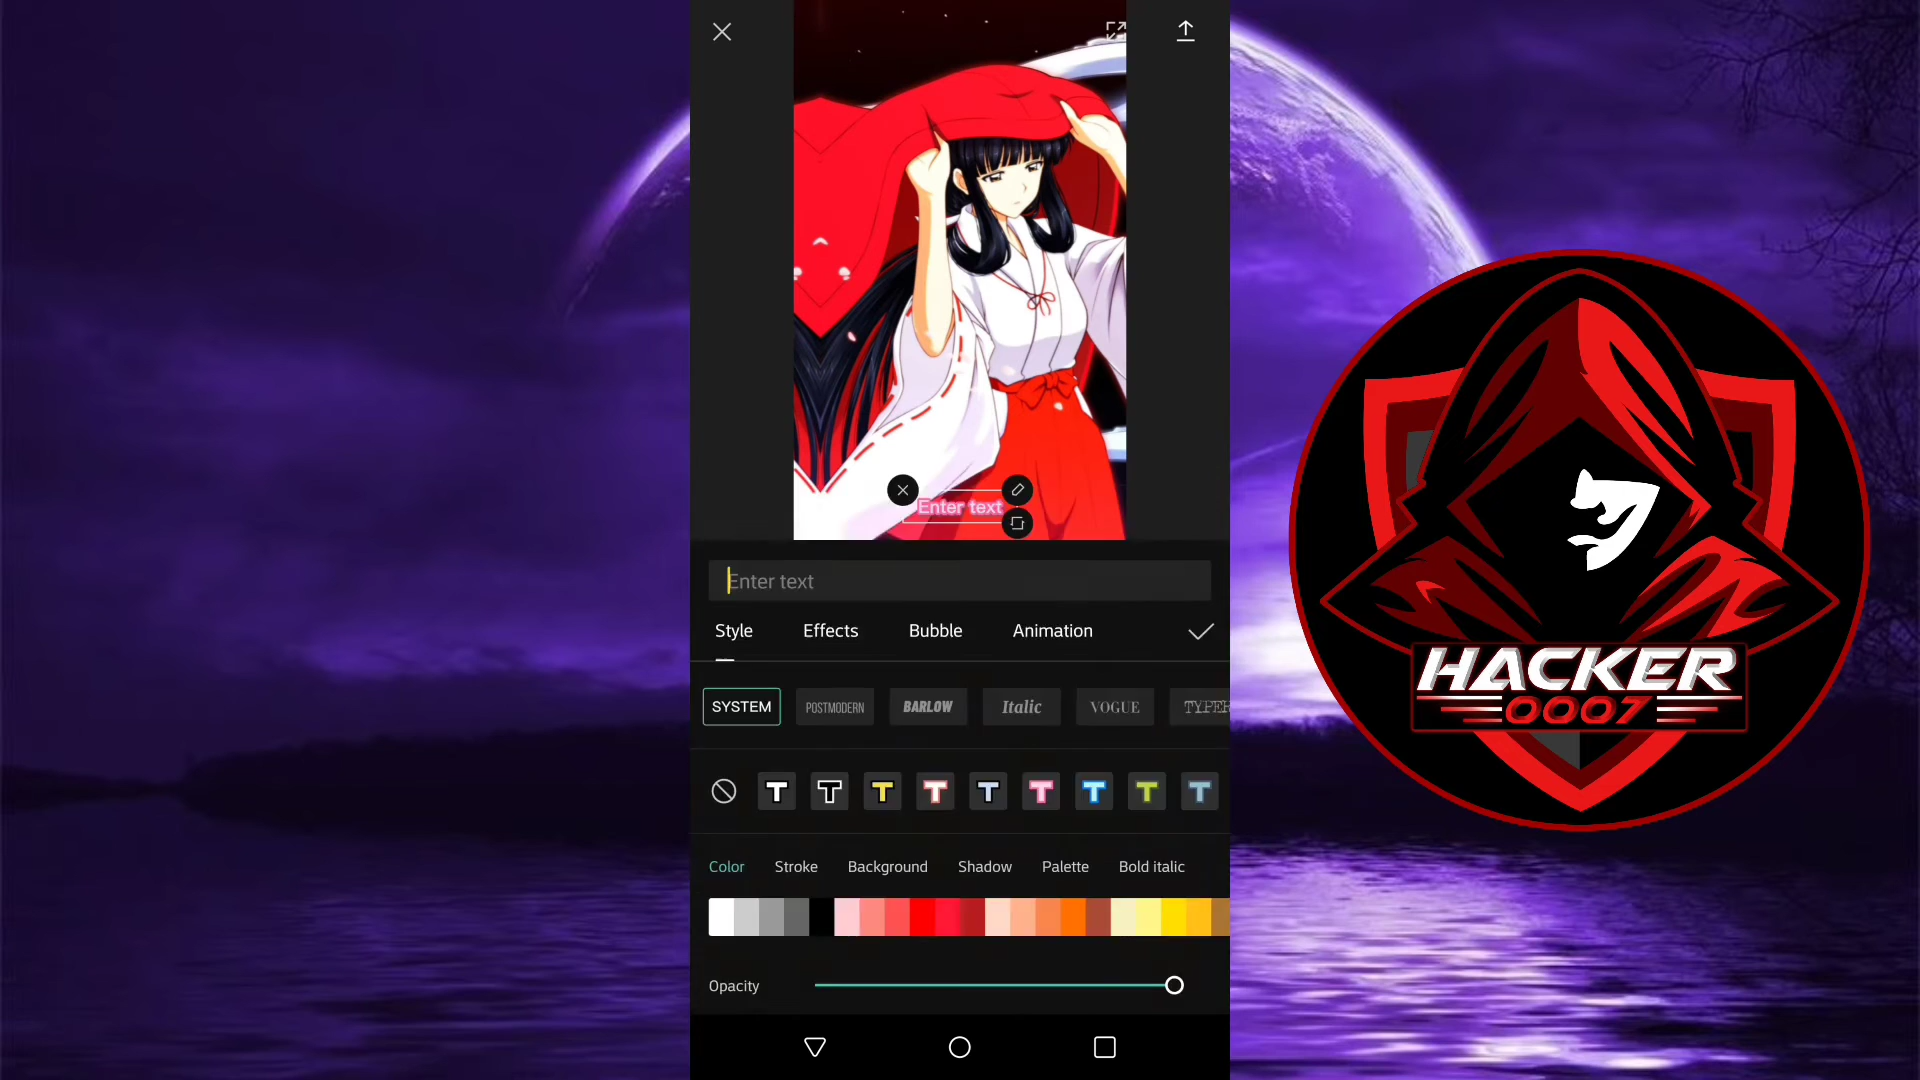 Enter text
Enter text
Style Effects Bubble Animation
SYSTEM POSTMODERN BARLOW Italic VOGUE
T T T T T T T T T
Color Stroke Background Shadow Palette Bold italic
Opacity
HACKER
0007